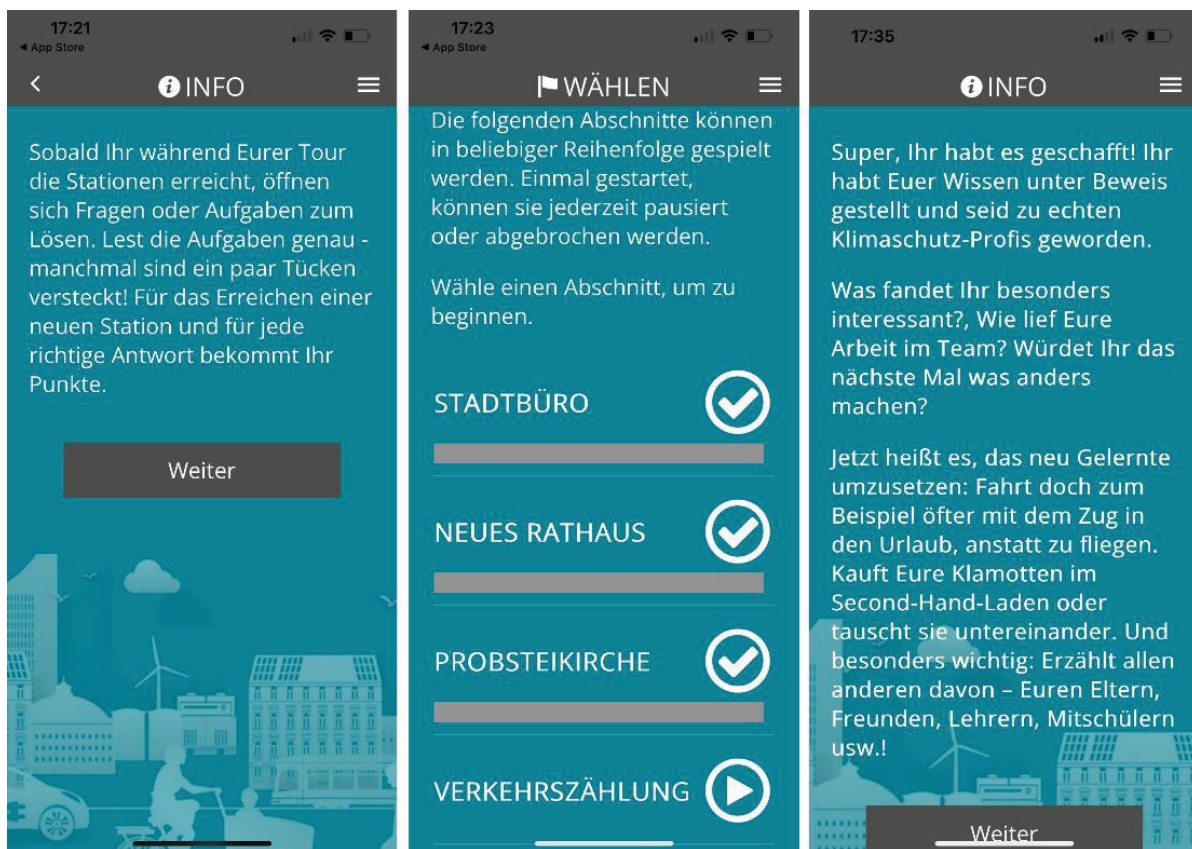 17:21
◀ App Store
INFO
Sobald Ihr während Eurer Tour
die Stationen erreicht, öffnen
sich Fragen oder Aufgaben zum
Lösen. Lest die Aufgaben genau -
manchmal sind ein paar Tücken
versteckt! Für das Erreichen einer
neuen Station und für jede
richtige Antwort bekommt Ihr
Punkte.
Weiter
17:23
◀ App Store
WÄHLEN
Die folgenden Abschnitte können
in beliebiger Reihenfolge gespielt
werden. Einmal gestartet,
können sie jederzeit pausiert
oder abgebrochen werden.
Wähle einen Abschnitt, um zu
beginnen.
STADTBÜRO
NEUES RATHAUS
PROBSTEIKIRCHE
VERKEHRSZÄHLUNG
17:35
INFO
Super, Ihr habt es geschafft! Ihr
habt Euer Wissen unter Beweis
gestellt und seid zu echten
Klimaschutz-Profis geworden.
Was fandet Ihr besonders
interessant?, Wie lief Eure
Arbeit im Team? Würdet Ihr das
nächste Mal was anders
machen?
Jetzt heißt es, das neu Gelernte
umzusetzen: Fahrt doch zum
Beispiel öfter mit dem Zug in
den Urlaub, anstatt zu fliegen.
Kauft Eure Klamotten im
Second-Hand-Laden oder
tauscht sie untereinander. Und
besonders wichtig: Erzählt allen
anderen davon – Euren Eltern,
Freunden, Lehrern, Mitschülern
usw.!
Weiter